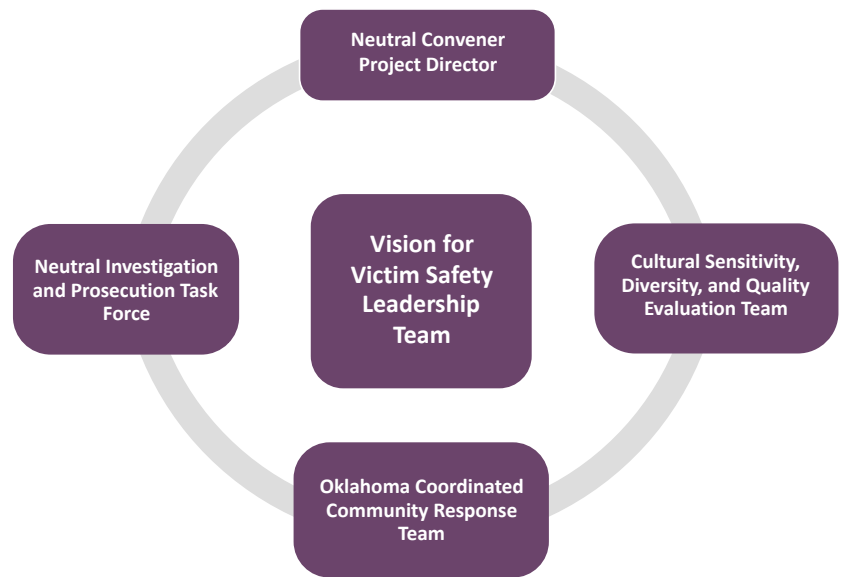 Neutral Convener
Project Director
Vision for
Victim Safety
Leadership
Team
Neutral Investigation
and Prosecution Task
Force
Cultural Sensitivity,
Diversity, and Quality
Evaluation Team
Oklahoma Coordinated
Community Response
Team